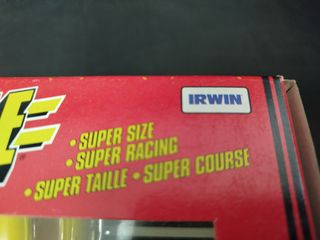 IRWIN
• SUPER SIZE
• SUPER RACING
• SUPER TAILLE • SUPER COURSE